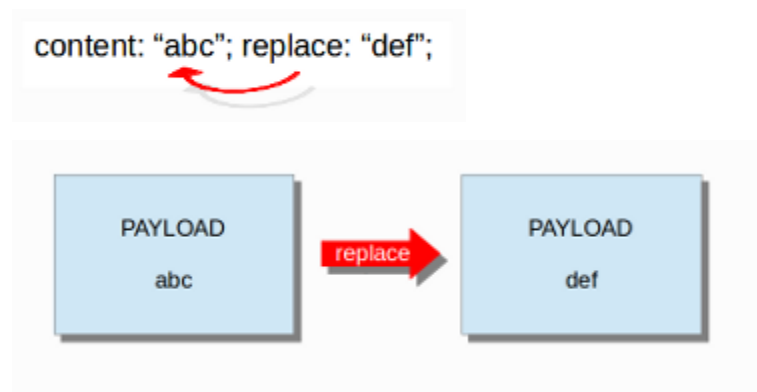 content: “abc”; replace: “def”;
PAYLOAD
abc
replace
PAYLOAD
def